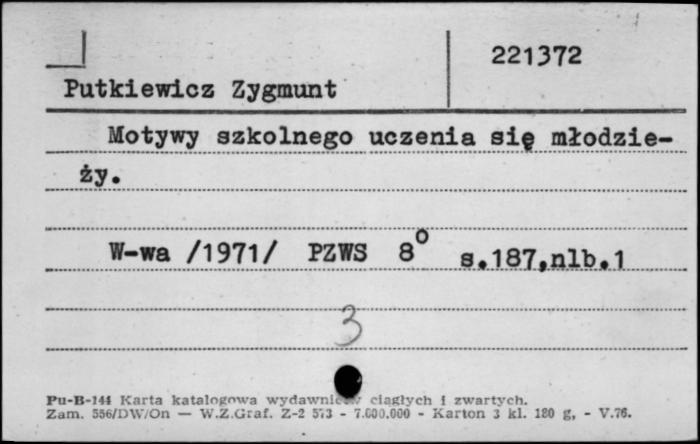 221372
Putkiewicz Zygmunt
Motywy szkolnego uczenia się młodzie-
ży.
W-wa /1971/ PZWS 8° s.187,nlb.1
3
Pu-B-144 Karta katalogowa wydawnictw ciągłych i zwartych.
Zam. 556/DW/On — W.Z.Graf. Z-2 573 - 7.000.000 - Karton 3 kl. 180 g, - V.76.